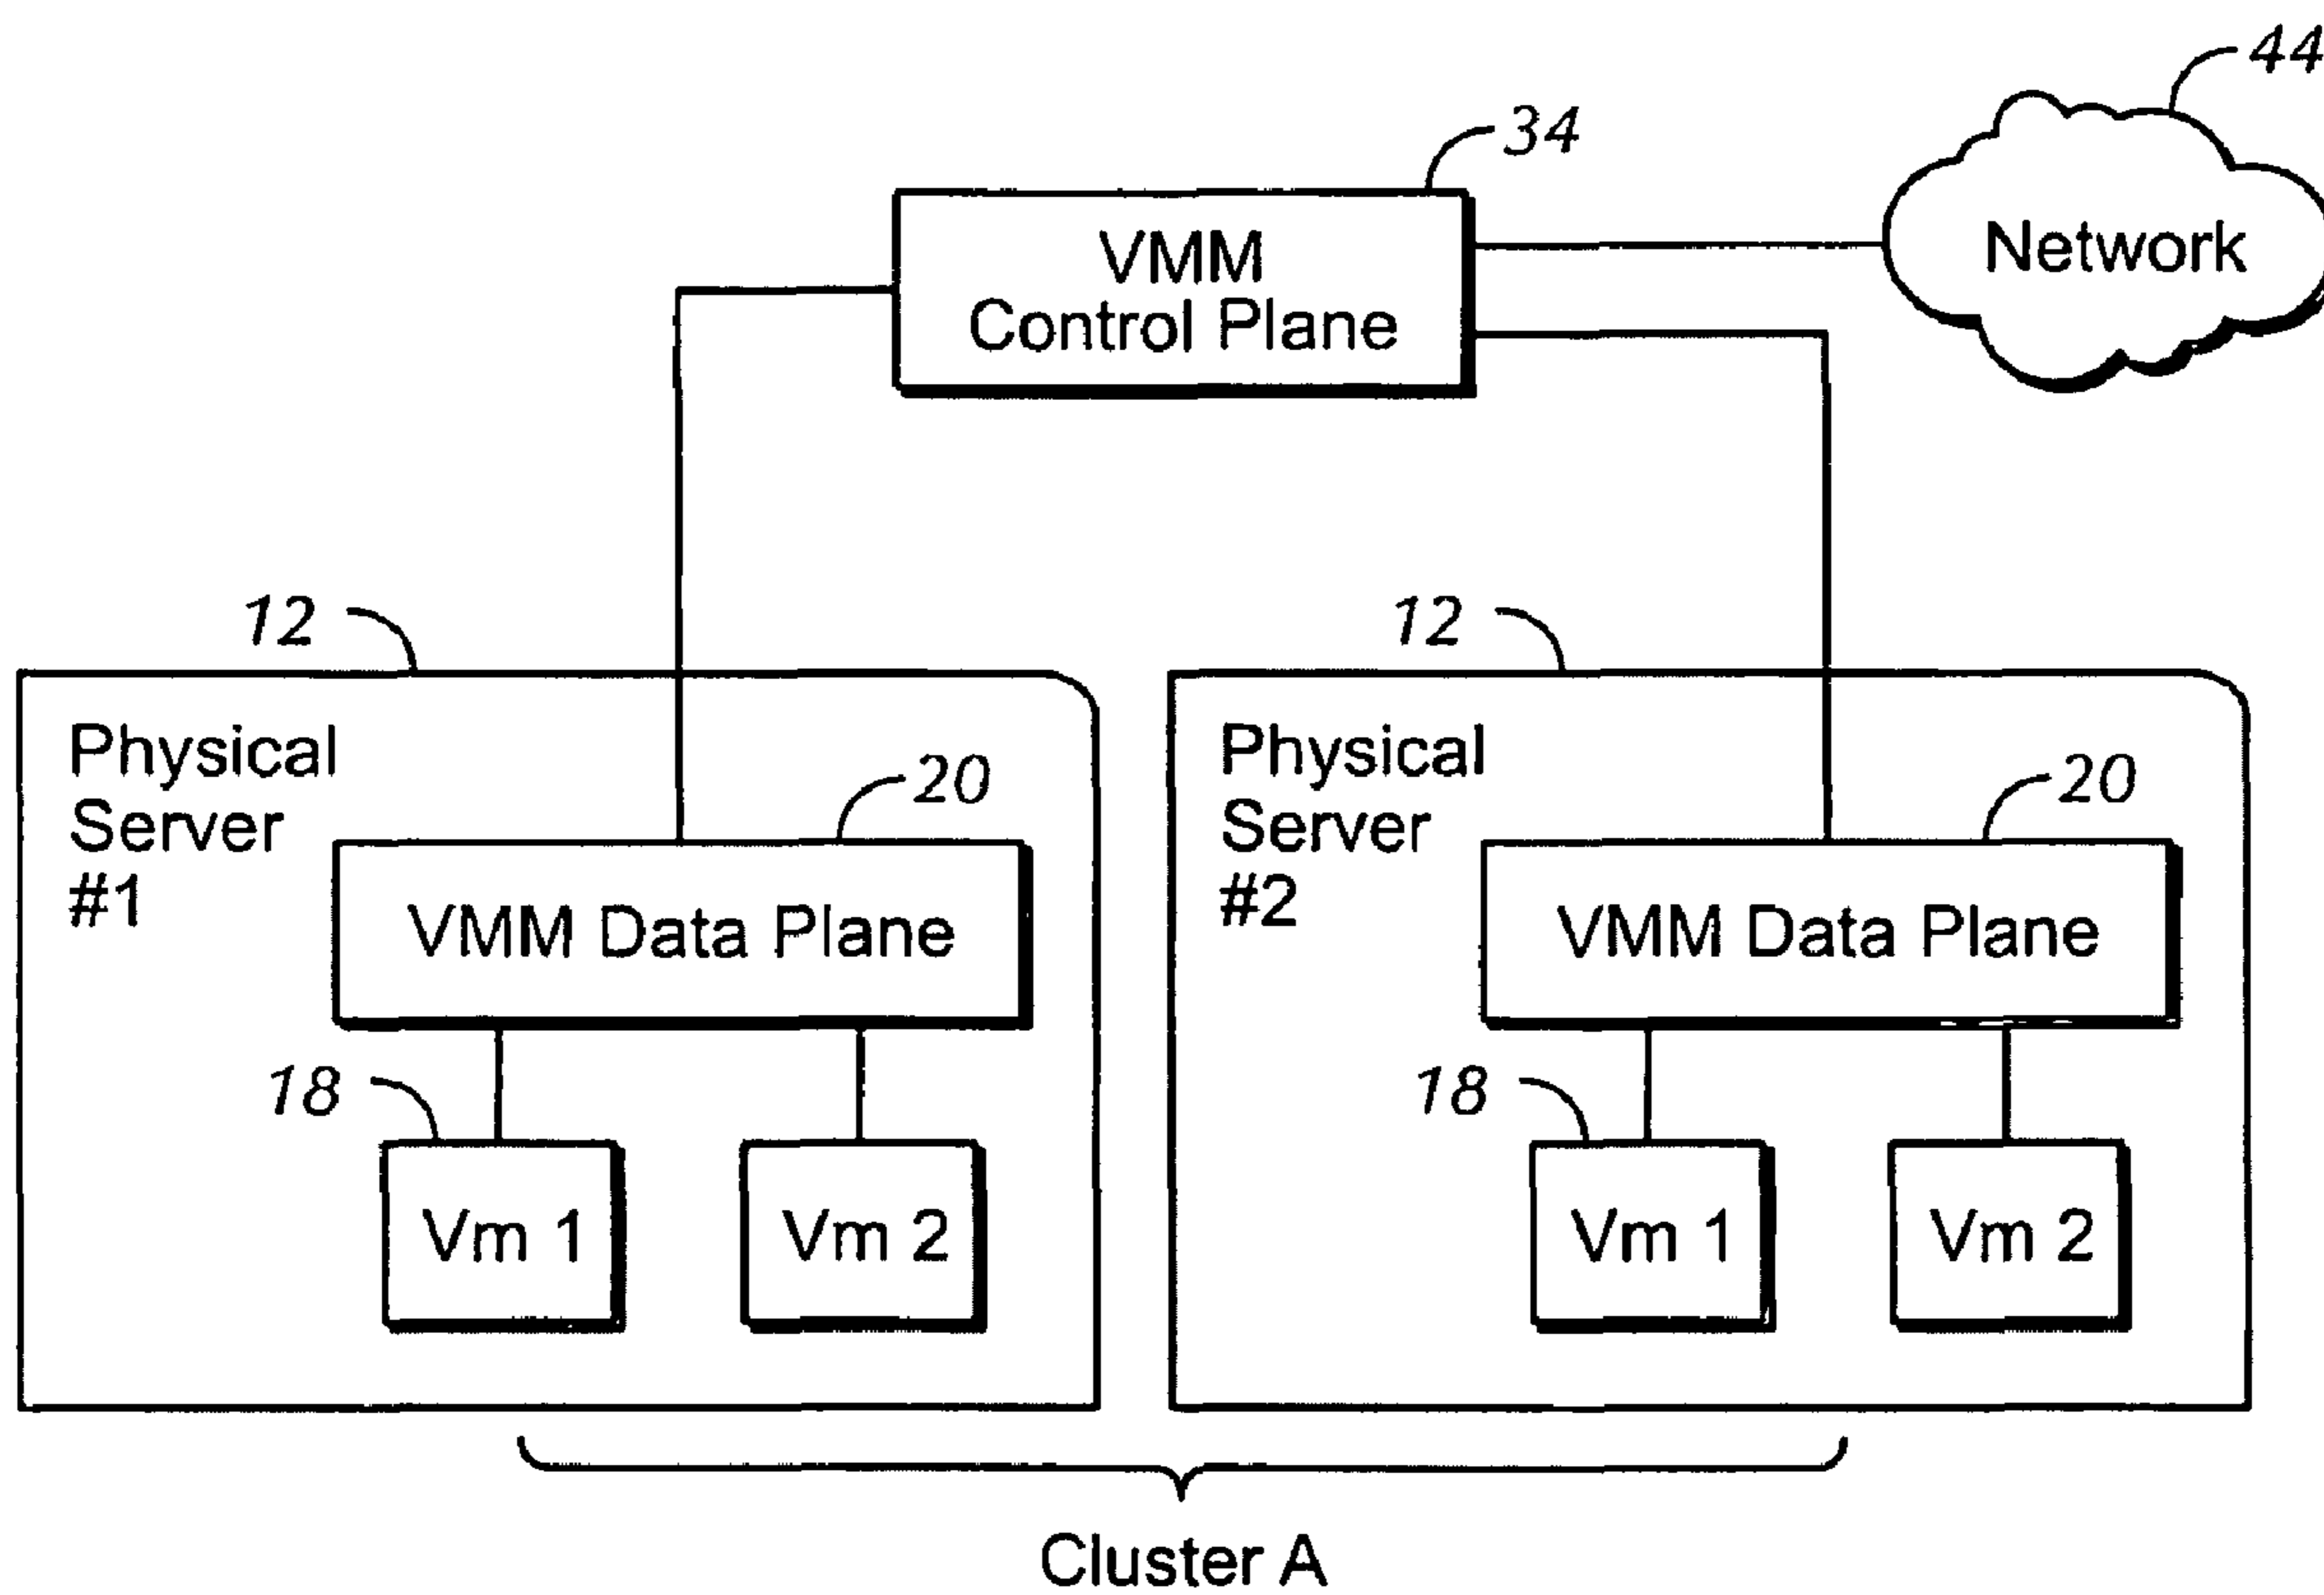 44
34
VMM
Control Plane
Network
12
12
Physical
Server
#1
20
VMM Data Plane
18
Vm 1
Vm 2
Physical
Server
#2
20
VMM Data Plane
18
Vm 1
Vm 2
Cluster A